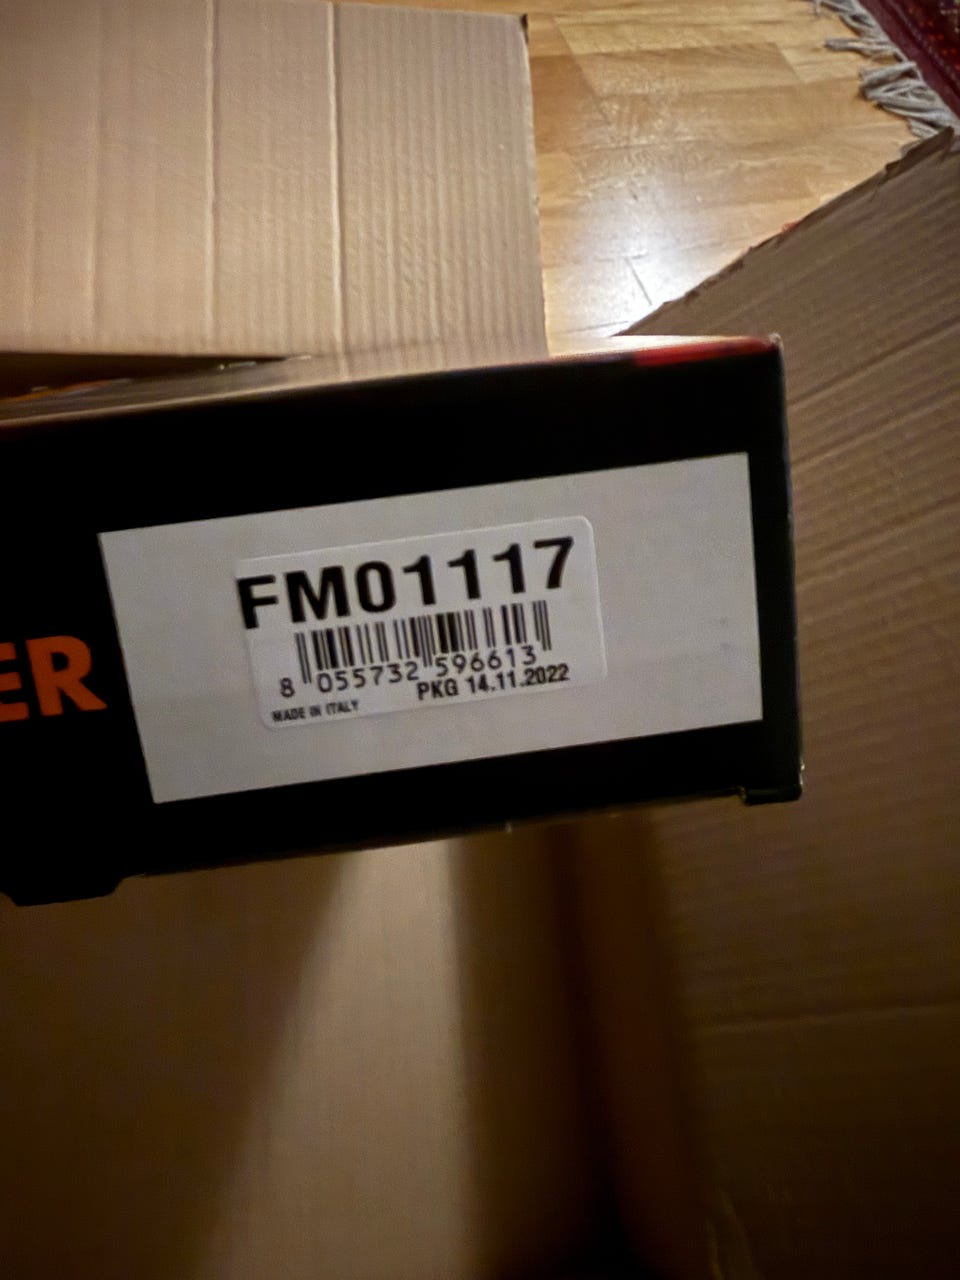 FM01117
8 055732 596613
PKG 14.11.2022
MADE IN ITALY
ER